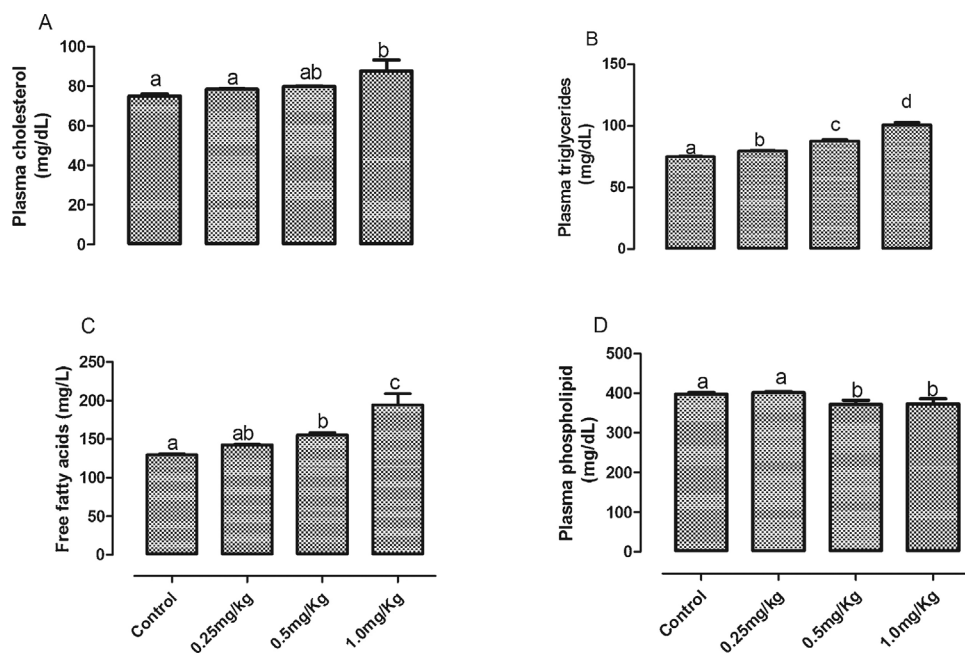 A
Plasma cholesterol
(mg/dL)
100
80
60
40
20
0
a
a
ab
b
B
Plasma triglycerides
(mg/dL)
150
100
50
0
a
b
c
d
C
Free fatty acids (mg/L)
250
200
150
100
50
0
a
ab
b
c
Control
0.25mg/kg
0.5mg/Kg
1.0mg/Kg
D
Plasma phospholipid
(mg/dL)
500
400
300
200
100
0
a
a
b
b
Control
0.25mg/kg
0.5mg/Kg
1.0mg/Kg